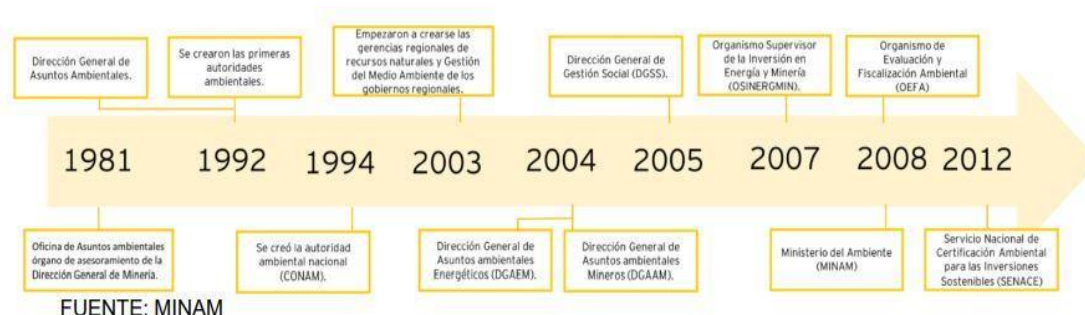 Dirección General de
Asuntos Ambientales.
Se crearon las primeras
autoridades
ambientales.
Empezaron a crearse las
gerencias regionales de
recursos naturales y Gestión
del Medio Ambiente de los
gobiernos regionales.
Dirección General de
Gestión Social (DGSS).
Organismo Supervisor
de la Inversión en
Energía y Minería
(OSINERGMIN).
Organismo de
Evaluación y
Fiscalización Ambiental
(OEFA)
1981
1992
1994
2003
2004
2005
2007
2008
2012
Oficina de Asuntos ambientales
órgano de asesoramiento de la
Dirección General de Minería.
Se creó la autoridad
ambiental nacional
(CONAM).
Dirección General de
Asuntos ambientales
Energéticos (DGAEM).
Dirección General de
Asuntos ambientales
Mineros (DGAAM).
Ministerio del Ambiente
(MINAM)
Servicio Nacional de
Certificación Ambiental
para las Inversiones
Sostenibles (SENACE)
FUENTE: MINAM